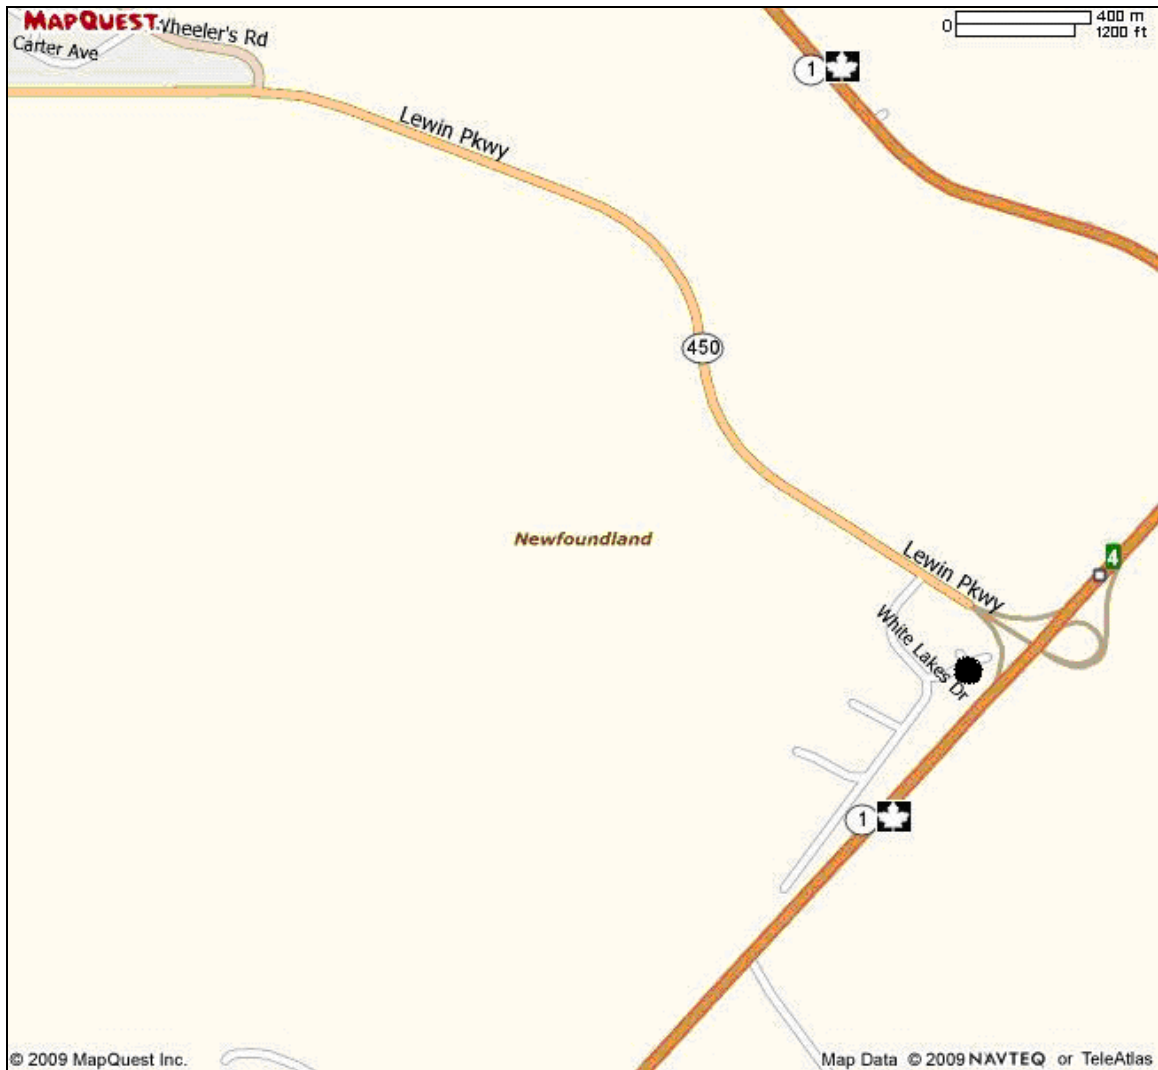 MAPQUEST
Wheeler's Rd
Carter Ave
0
400 m
1200 ft
1
Lewin Pkwy
450
Newfoundland
Lewin Pkwy
4
White Lakes Dr
1
© 2009 MapQuest Inc.
Map Data © 2009 NAVTEQ or TeleAtlas